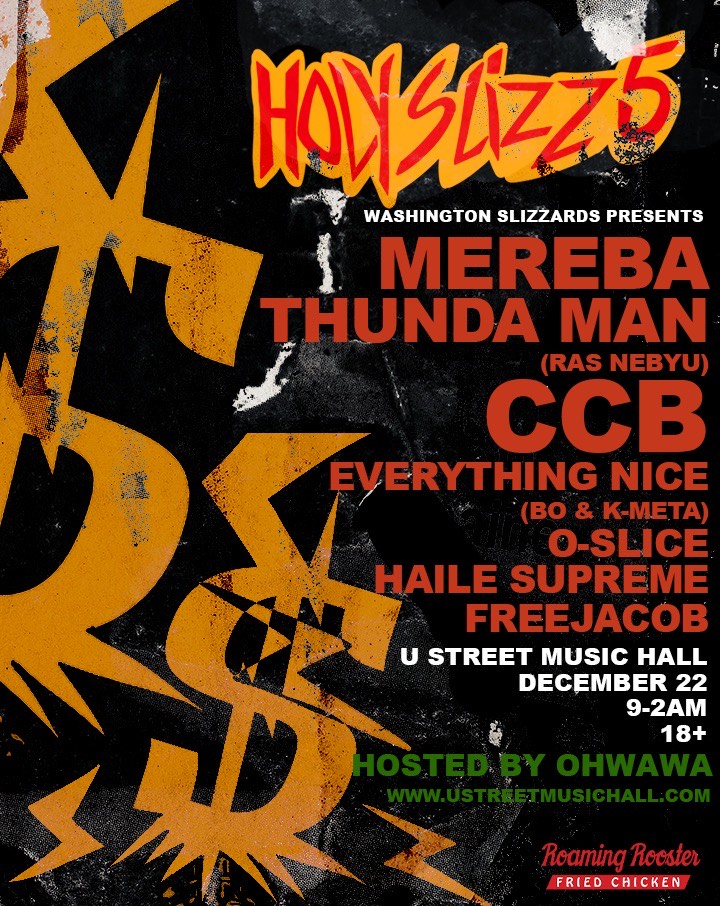 HOLY SLIZZ 5
WASHINGTON SLIZZARDS PRESENTS
MEREBA
THUNDA MAN
(RAS NEBYU)
CCB
EVERYTHING NICE
(BO & K-META)
O-SLICE
HAILE SUPREME
FREEJACOB
U STREET MUSIC HALL
DECEMBER 22
9-2AM
18+
HOSTED BY OHWAWA
WWW.USTREETMUSICHALL.COM
Roaming Rooster
FRIED CHICKEN